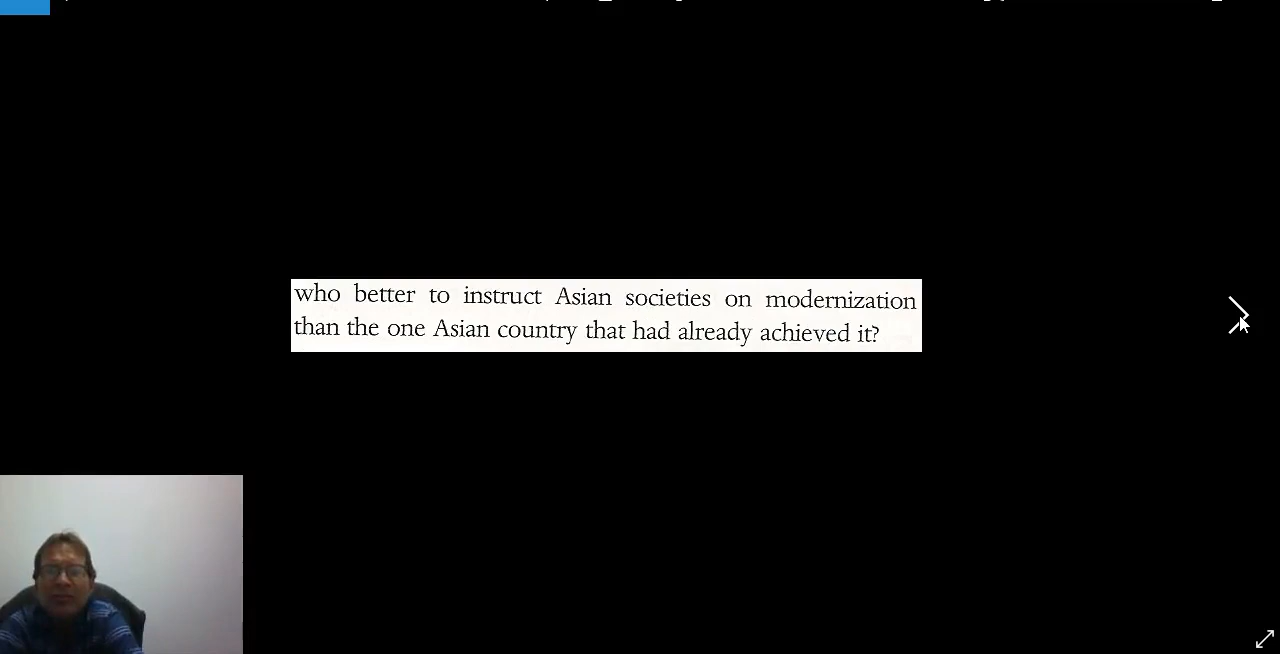 who better to instruct Asian societies on modernization
than the one Asian country that had already achieved it?